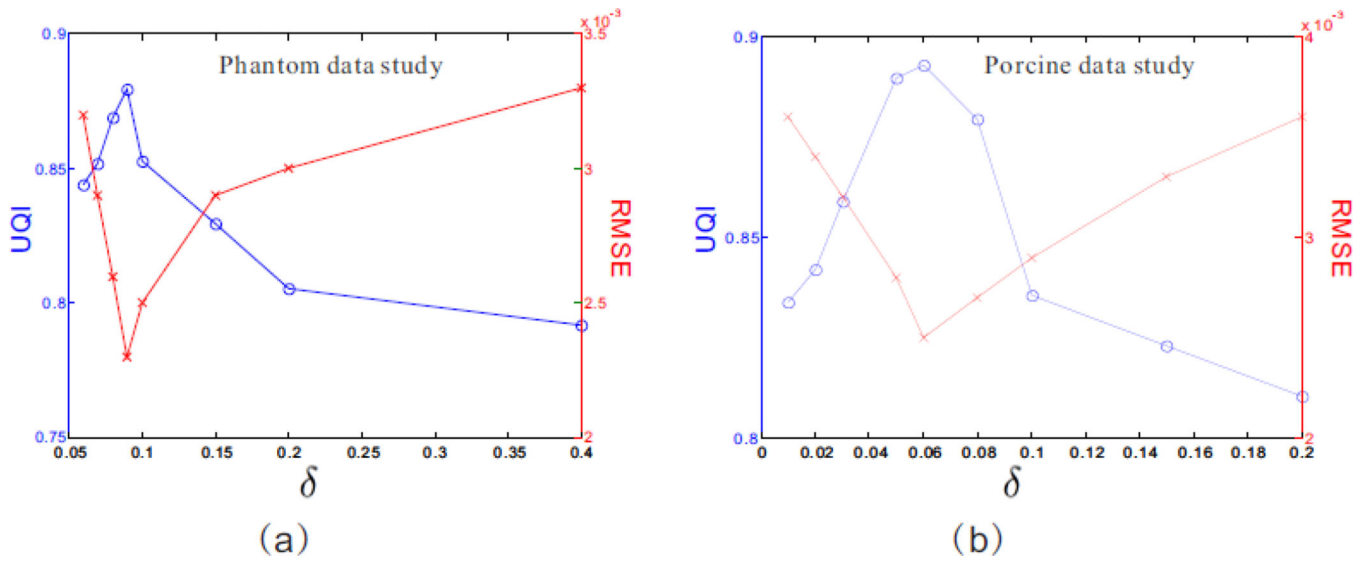 x 10⁻³
0.9
3.5
Phantom data study
0.85
3
UQI
RMSE
0.8
2.5
0.75
2
0.05 0.1 0.15 0.2 0.25 0.3 0.35 0.4
δ
(a)
x 10⁻³
0.9
4
Porcine data study
UQI
0.85
3
RMSE
0.8
2
0 0.02 0.04 0.06 0.08 0.1 0.12 0.14 0.16 0.18 0.2
δ
(b)